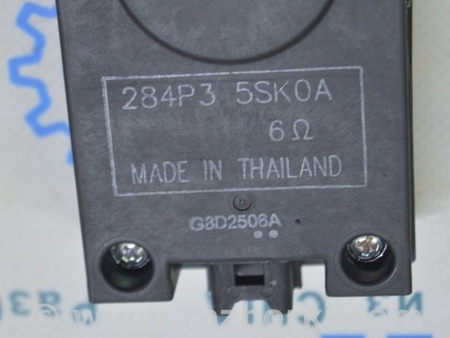 284P3 5SK0A
6Ω
MADE IN THAILAND
G8D2506A